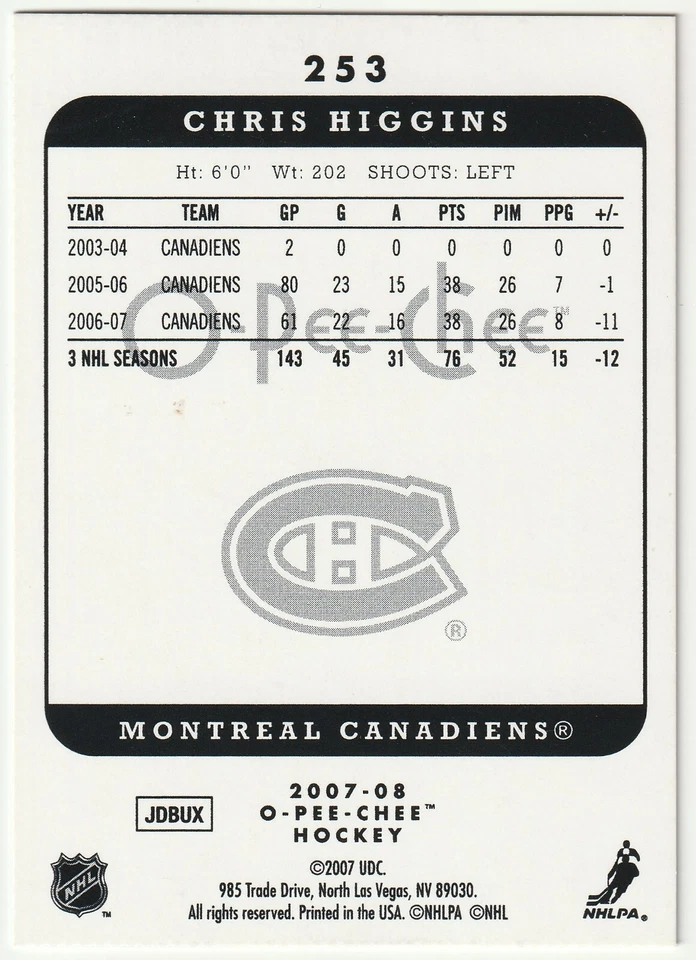 253
CHRIS HIGGINS
Ht: 6'0" Wt: 202 SHOOTS: LEFT
YEAR TEAM GP G A PTS PIM PPG +/-
2003-04 CANADIENS 2 0 0 0 0 0 0
2005-06 CANADIENS 80 23 15 38 26 7 -1
O-Pee-Chee™
2006-07 CANADIENS 61 22 16 38 26 8 -11
3 NHL SEASONS 143 45 31 76 52 15 -12
CH
®
MONTREAL CANADIENS®
2007-08
JDBUX O-PEE-CHEE™
HOCKEY
©2007 UDC.
985 Trade Drive, North Las Vegas, NV 89030.
All rights reserved. Printed in the USA. ©NHLPA ©NHL
NHL ™
NHLPA®